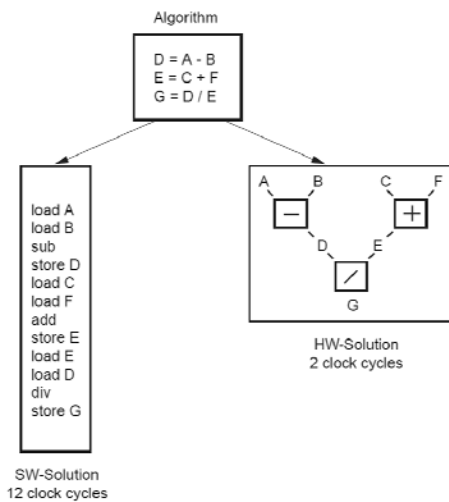 Algorithm
D = A - B
E = C + F
G = D / E
load A
load B
sub
store D
load C
load F
add
store E
load E
load D
div
store G
SW-Solution
12 clock cycles
A B C F
− +
D E
/
G
HW-Solution
2 clock cycles